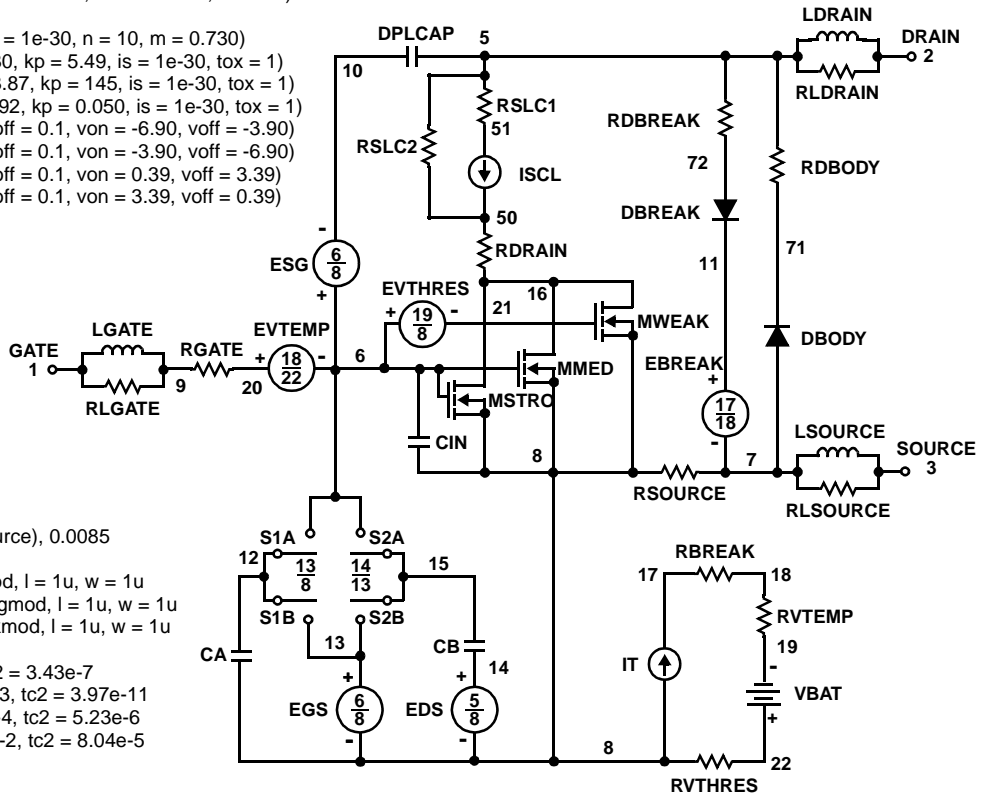 = 1e-30, n = 10, m = 0.730)
kp = 5.49, is = 1e-30, tox = 1)
kp = 145, is = 1e-30, tox = 1)
kp = 0.050, is = 1e-30, tox = 1)
voff = 0.1, von = -6.90, voff = -3.90)
voff = 0.1, von = -3.90, voff = -6.90)
voff = 0.1, von = 0.39, voff = 3.39)
voff = 0.1, von = 3.39, voff = 0.39)
LDRAIN
DPLCAP 5 DRAIN
10 2
RLDRAIN
RSLC1
51
RDBREAK
RSLC2
72
RDBODY
ISCL
DBREAK
50
RDRAIN
71
-
ESG 6 8
+
11
EVTHRES 16
21
+ 19 8 -
MWEAK
LGATE EVTEMP
GATE RGATE + 18 22 - 6
1 9 20
MMED
EBREAK
DBODY
RLGATE
MSTRO
+
17 18
-
CIN
8
LSOURCE
7 SOURCE
3
RSOURCE
RLSOURCE
urce), 0.0085
S1A S2A
12 13 8 14 13 15
S1B S2B
13
CA CB
14
+ +
EGS 6 8 EDS 5 8
- -
od, l = 1u, w = 1u
gmod, l = 1u, w = 1u
kmod, l = 1u, w = 1u
2 = 3.43e-7
3, tc2 = 3.97e-11
-4, tc2 = 5.23e-6
-2, tc2 = 8.04e-5
RBREAK
17 18
RVTEMP
19
IT
-
VBAT
+
8 22
RVTHRES